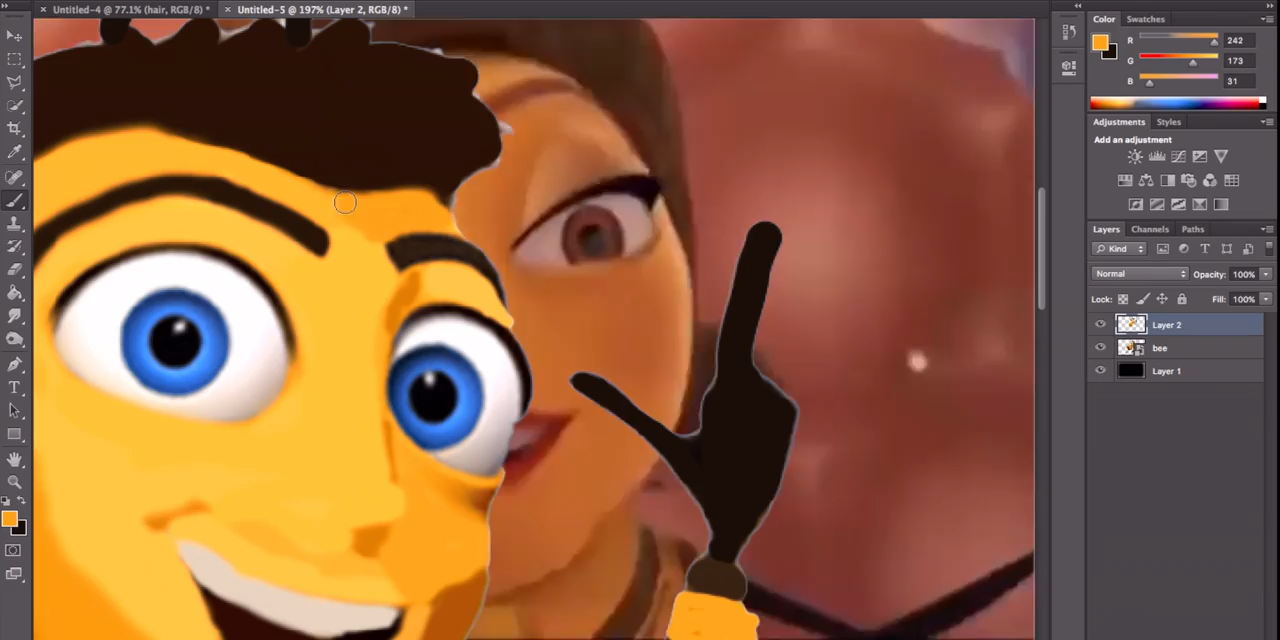 Untitled-4 @ 77.1% (hair, RGB/8) *
Untitled-5 @ 197% (Layer 2, RGB/8) *
Color
Swatches
R
242
G
173
B
31
Adjustments
Styles
Add an adjustment
Layers
Channels
Paths
Kind
Normal
Opacity: 100%
Lock:
Fill: 100%
Layer 2
bee
Layer 1